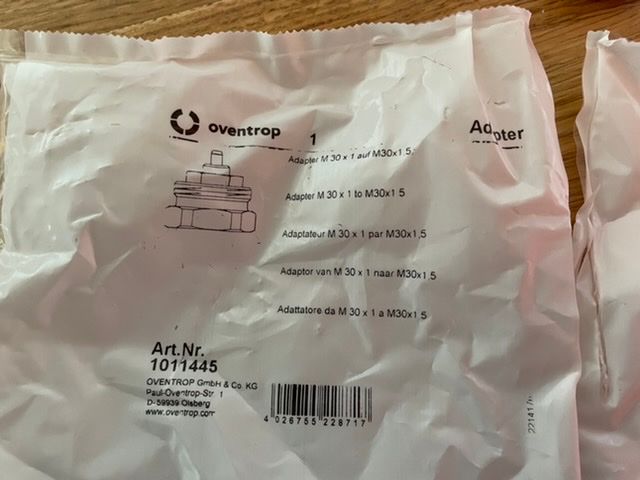 oventrop
1
Adapter
Adapter M 30 x 1 auf M30x1.5;
Adapter M 30 x 1 to M30x1 5
Adaptateur M 30 x 1 par M30x1,5
Adaptor van M 30 x 1 naar M30x1,5
Adattatore da M 30 x 1 a M30x1 5
Art.Nr.
1011445
OVENTROP GmbH & Co. KG
Paul-Oventrop-Str. 1
D-59939 Olsberg
www.oventrop.com
4 026755 228717